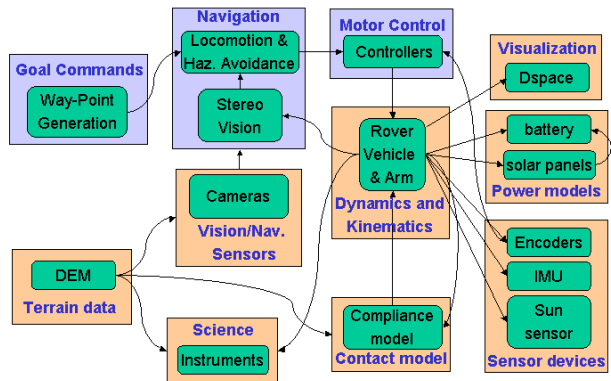 Navigation
Locomotion &
Haz. Avoidance
Stereo
Vision
Goal Commands
Way-Point
Generation
Motor Control
Controllers
Visualization
Dspace
Rover
Vehicle
& Arm
Dynamics and
Kinematics
battery
solar panels
Power models
Cameras
Vision/Nav.
Sensors
Encoders
IMU
Sun
sensor
Sensor devices
DEM
Terrain data
Science
Instruments
Compliance
model
Contact model